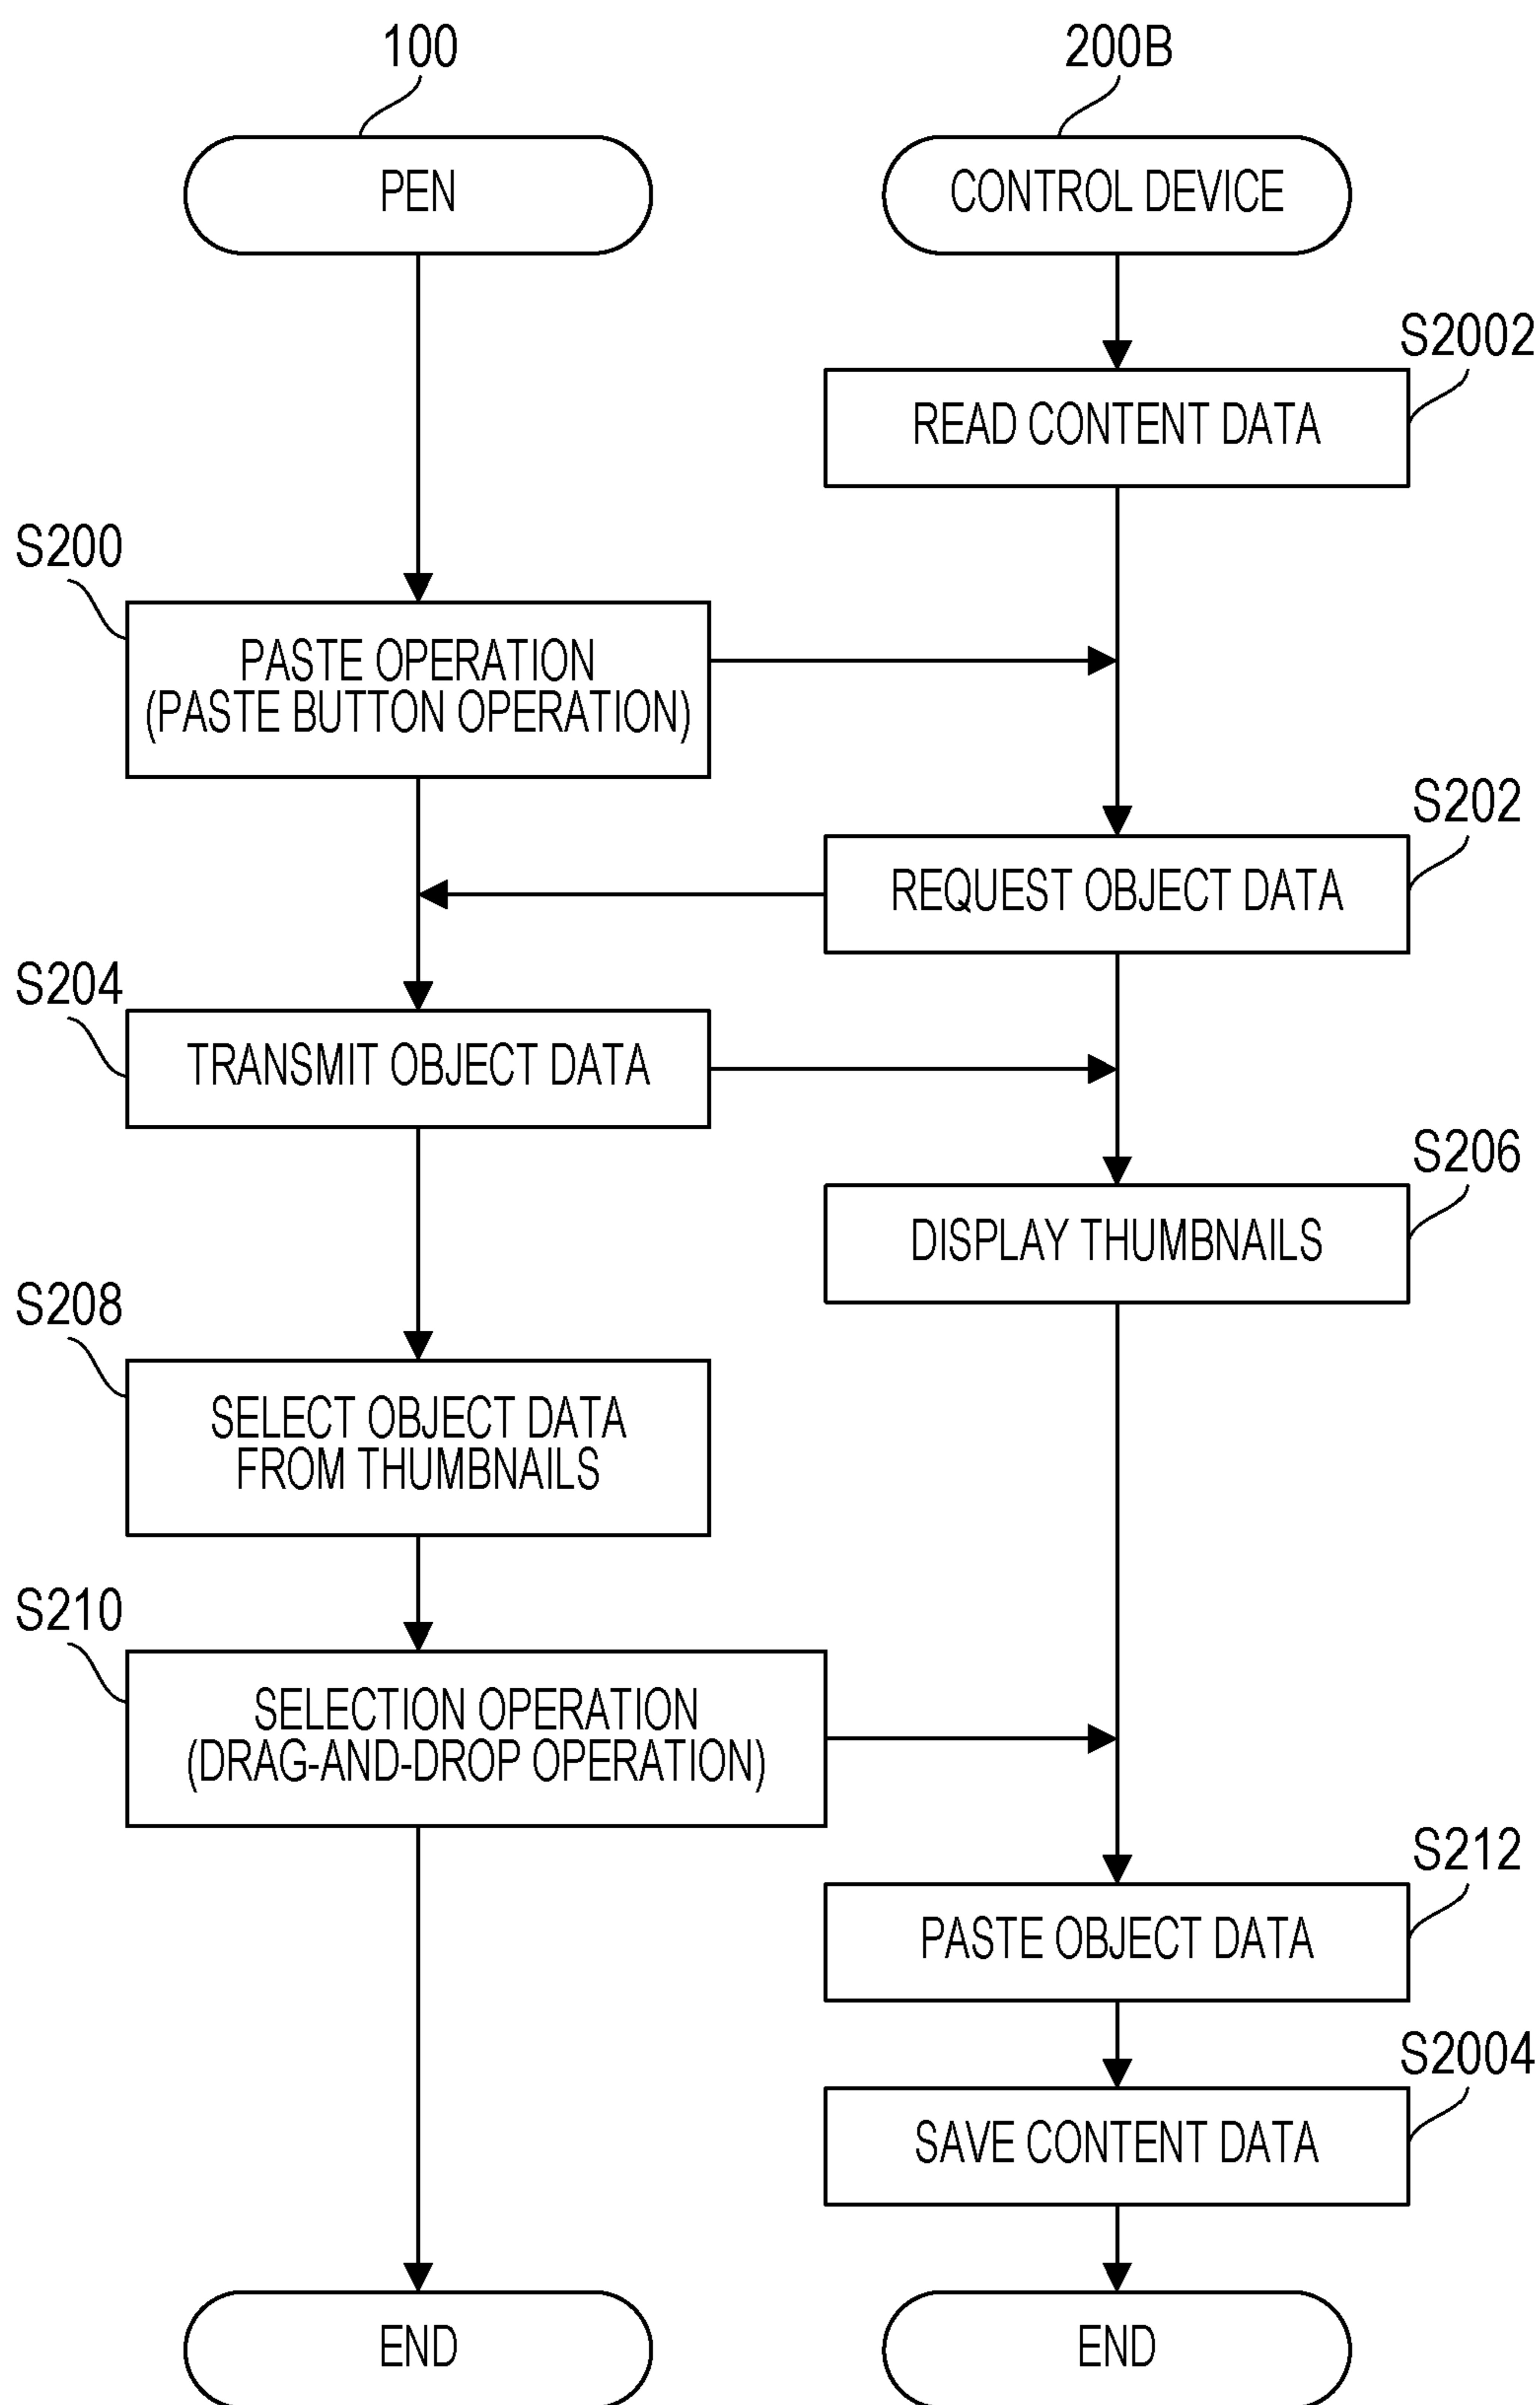 100
200B
PEN
CONTROL DEVICE
S2002
READ CONTENT DATA
S200
PASTE OPERATION
(PASTE BUTTON OPERATION)
S202
REQUEST OBJECT DATA
S204
TRANSMIT OBJECT DATA
S206
DISPLAY THUMBNAILS
S208
SELECT OBJECT DATA
FROM THUMBNAILS
S210
SELECTION OPERATION
(DRAG-AND-DROP OPERATION)
S212
PASTE OBJECT DATA
S2004
SAVE CONTENT DATA
END
END